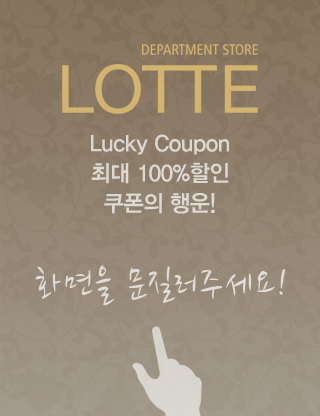 DEPARTMENT STORE
LOTTE
Lucky Coupon
최대 100%할인
쿠폰의 행운!
화면을 문질러주세요!